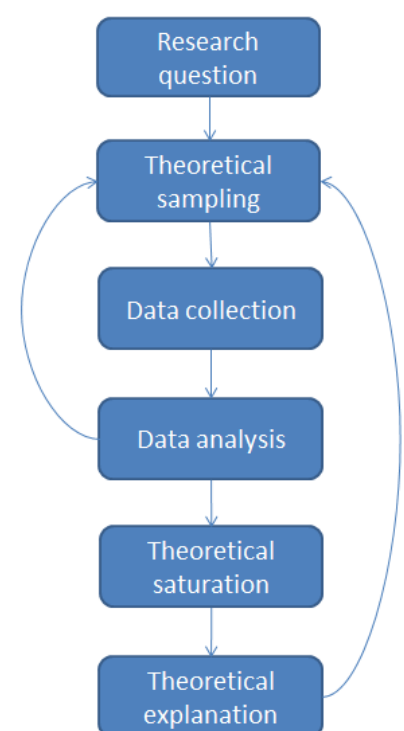 Research
question
Theoretical
sampling
Data collection
Data analysis
Theoretical
saturation
Theoretical
explanation